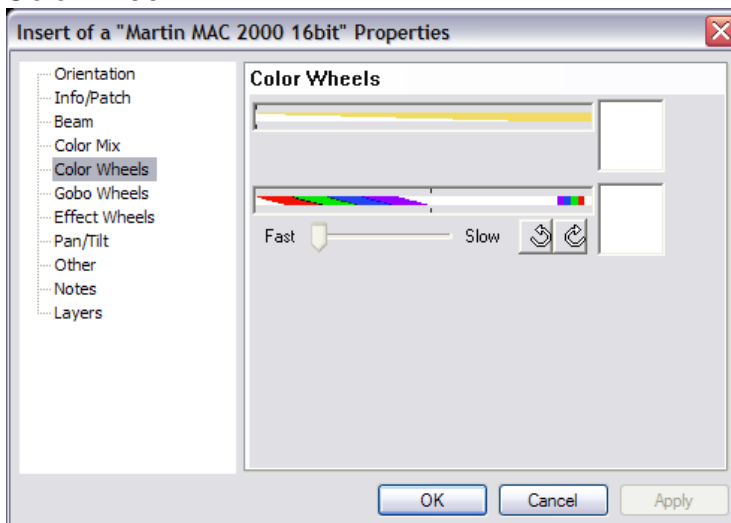 Insert of a "Martin MAC 2000 16bit" Properties
Orientation
Info/Patch
Beam
Color Mix
Color Wheels
Gobo Wheels
Effect Wheels
Pan/Tilt
Other
Notes
Layers
Color Wheels
Fast Slow
OK Cancel Apply